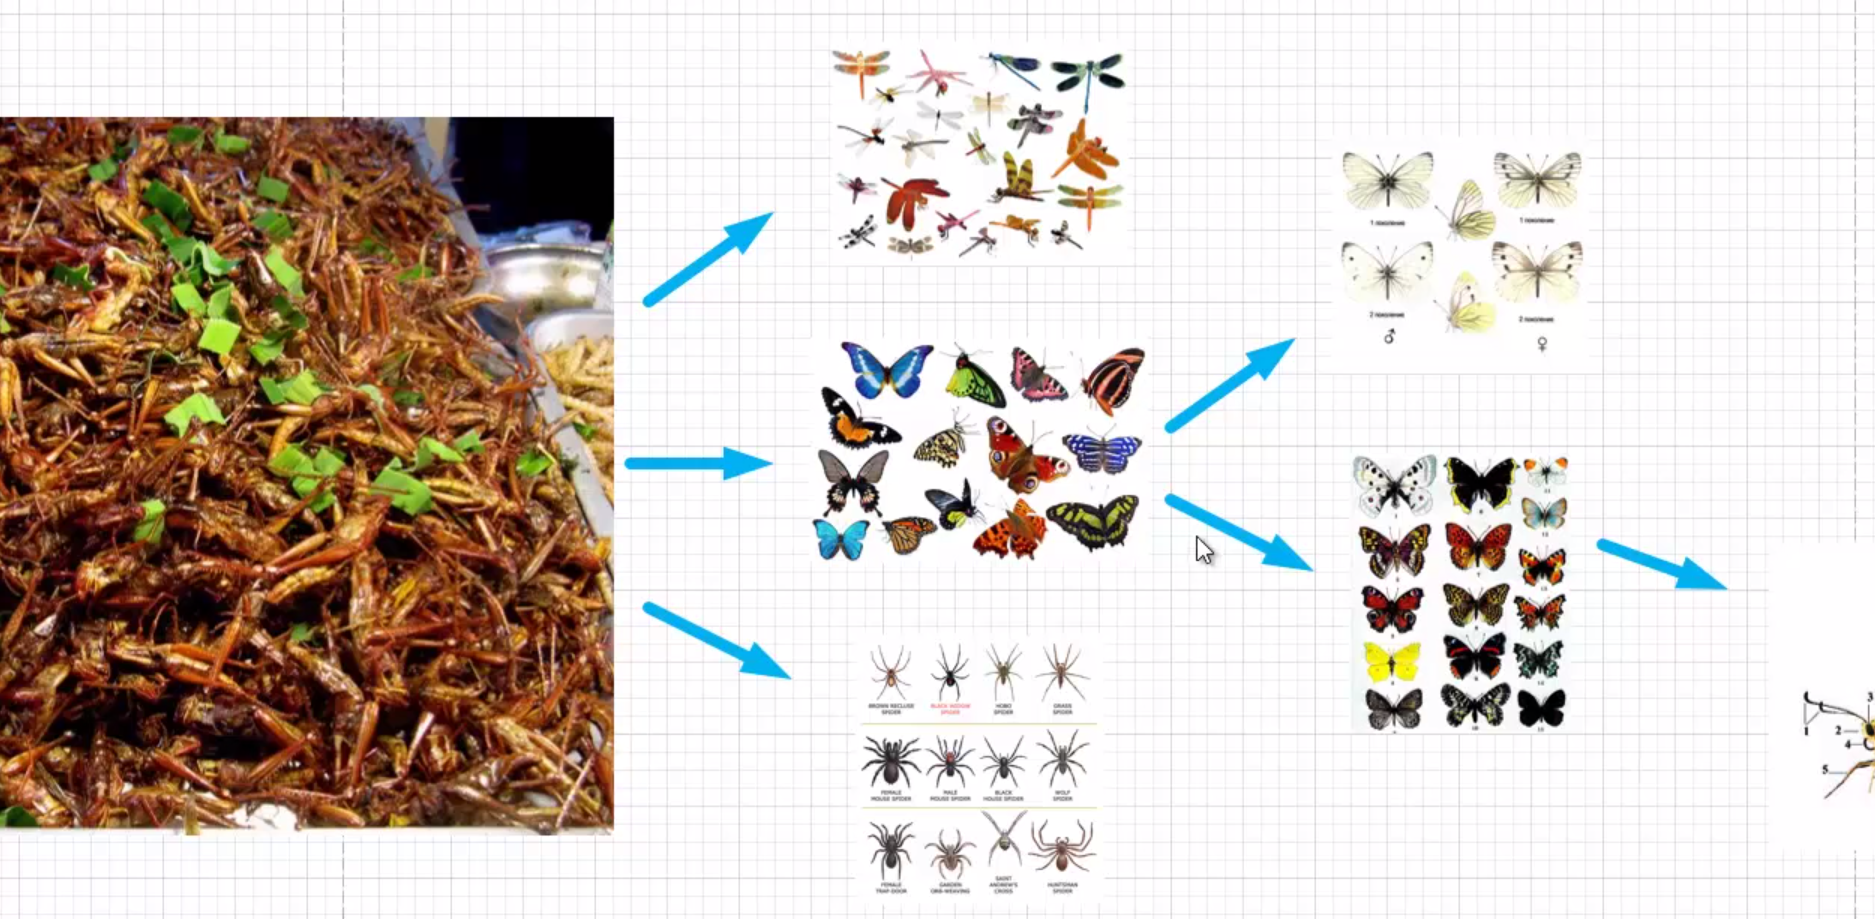 1 поколение
1 поколение
2 поколение
2 поколение
♂
♀
BROWN RECLUSE
SPIDER
BLACK WIDOW
SPIDER
HOBO
SPIDER
GRASS
SPIDER
FEMALE
MOUSE SPIDER
MALE
MOUSE SPIDER
BLACK
HOUSE SPIDER
WOLF
SPIDER
FEMALE
TRAP-DOOR
GARDEN
ORB-WEAVING
SAINT
ANDREW'S
CROSS
HUNTSMAN
SPIDER
1
2
3
4
5